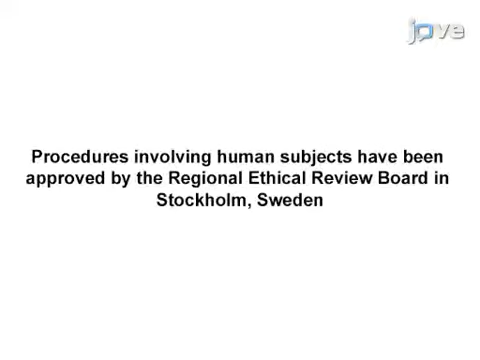 jove
Procedures involving human subjects have been
approved by the Regional Ethical Review Board in
Stockholm, Sweden